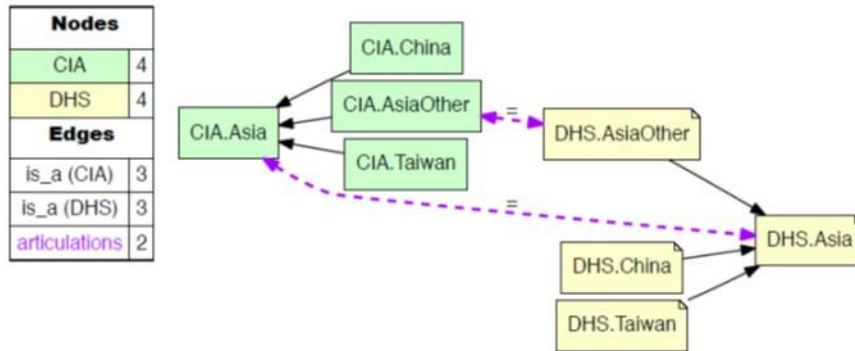 Nodes
CIA 4
DHS 4
Edges
is_a (CIA) 3
is_a (DHS) 3
articulations 2
CIA.China
CIA.AsiaOther
=
DHS.AsiaOther
CIA.Asia
CIA.Taiwan
=
DHS.Asia
DHS.China
DHS.Taiwan